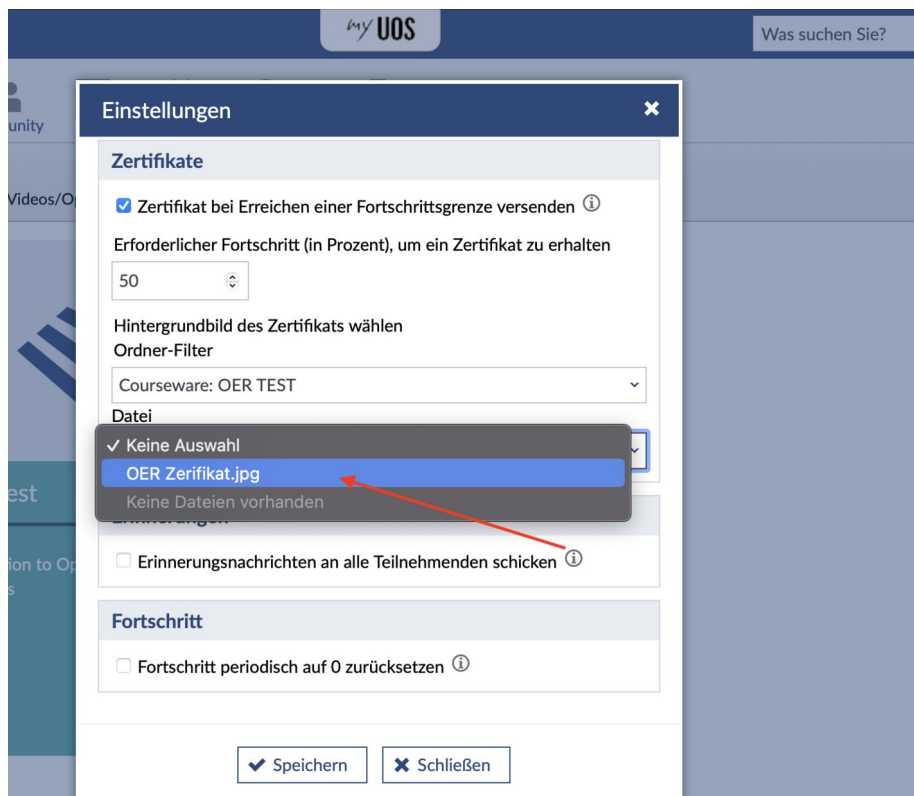 my UOS
Was suchen Sie?
unity
Einstellungen
Zertifikate
Videos/Op
Zertifikat bei Erreichen einer Fortschrittsgrenze versenden
Erforderlicher Fortschritt (in Prozent), um ein Zertifikat zu erhalten
50
Hintergrundbild des Zertifikats wählen
Ordner-Filter
Courseware: OER TEST
Datei
✓ Keine Auswahl
OER Zerifikat.jpg
Keine Dateien vorhanden
est
Erinnerungen
Erinnerungsnachrichten an alle Teilnehmenden schicken
ion to Op
s
Fortschritt
Fortschritt periodisch auf 0 zurücksetzen
Speichern
Schließen